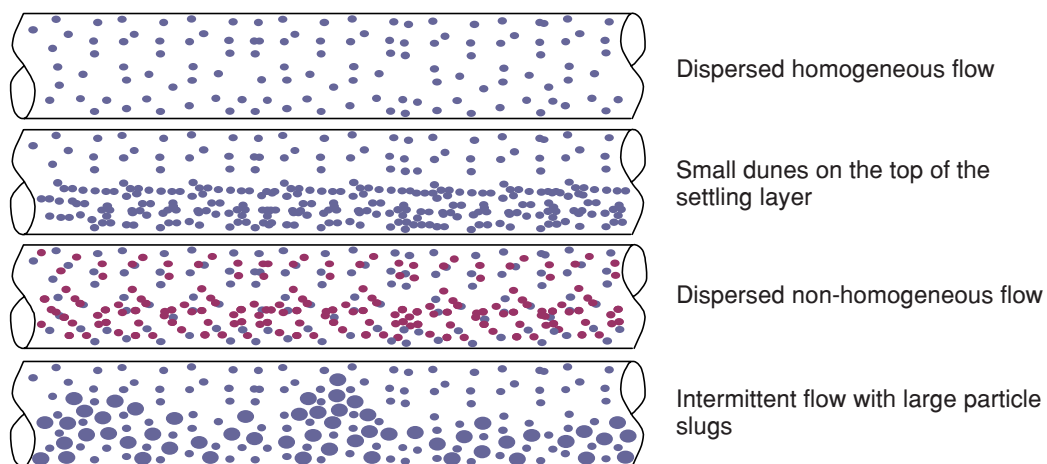 Dispersed homogeneous flow
Small dunes on the top of the
settling layer
Dispersed non-homogeneous flow
Intermittent flow with large particle
slugs